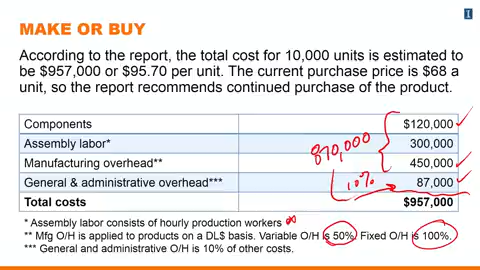 I
MAKE OR BUY
According to the report, the total cost for 10,000 units is estimated to
be $957,000 or $95.70 per unit. The current purchase price is $68 a
unit, so the report recommends continued purchase of the product.
Components $120,000
Assembly labor* 300,000
870,000
Manufacturing overhead** 450,000
10%
General & administrative overhead*** 87,000
Total costs $957,000
* Assembly labor consists of hourly production workers
** Mfg O/H is applied to products on a DL$ basis. Variable O/H is 50%. Fixed O/H is 100%.
*** General and administrative O/H is 10% of other costs.